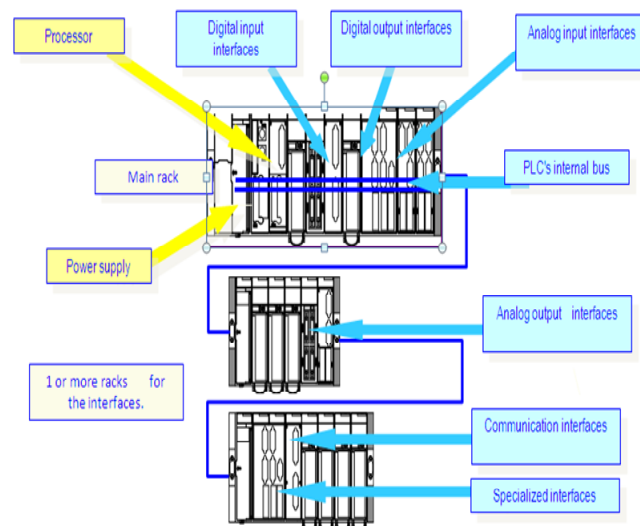 Processor
Digital input
interfaces
Digital output interfaces
Analog input interfaces
Main rack
PLC's internal bus
Power supply
Analog output interfaces
1 or more racks for
the interfaces.
Communication interfaces
Specialized interfaces